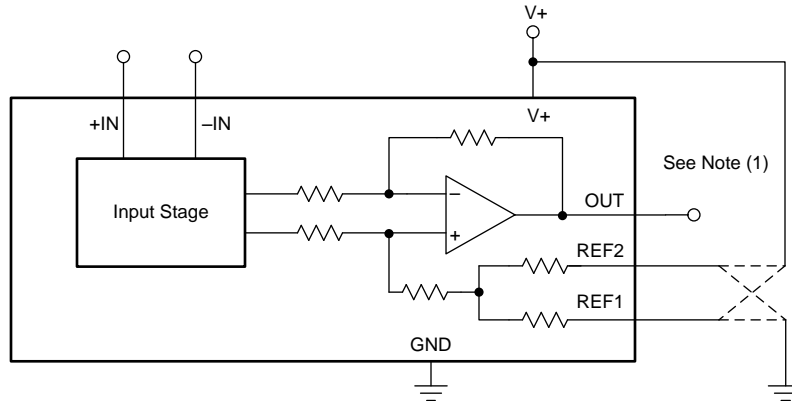 V+
+IN
–IN
V+
See Note (1)
Input Stage
–
+
OUT
REF2
REF1
GND